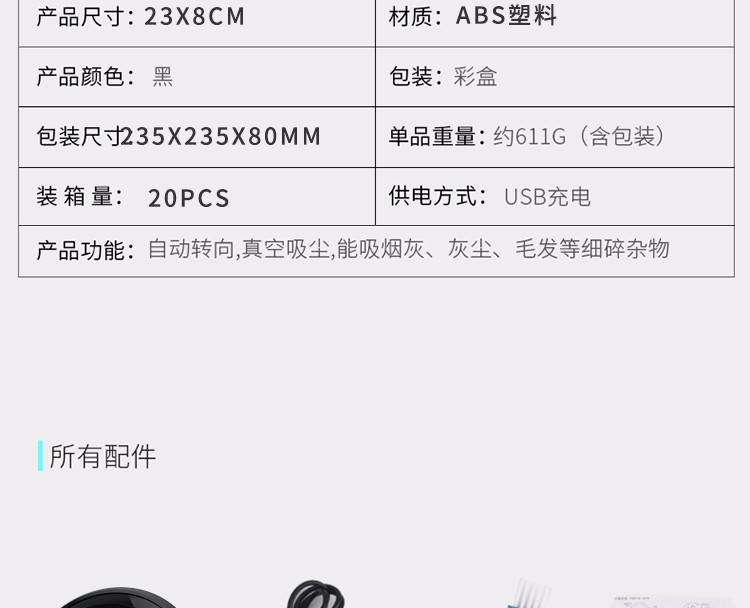 产品尺寸: 23X8CM 材质: ABS塑料
产品颜色: 黑 包装: 彩盒
包装尺寸235X235X80MM 单品重量: 约611G（含包装）
装 箱 量: 20PCS 供电方式: USB充电
产品功能: 自动转向,真空吸尘,能吸烟灰、灰尘、毛发等细碎杂物
所有配件